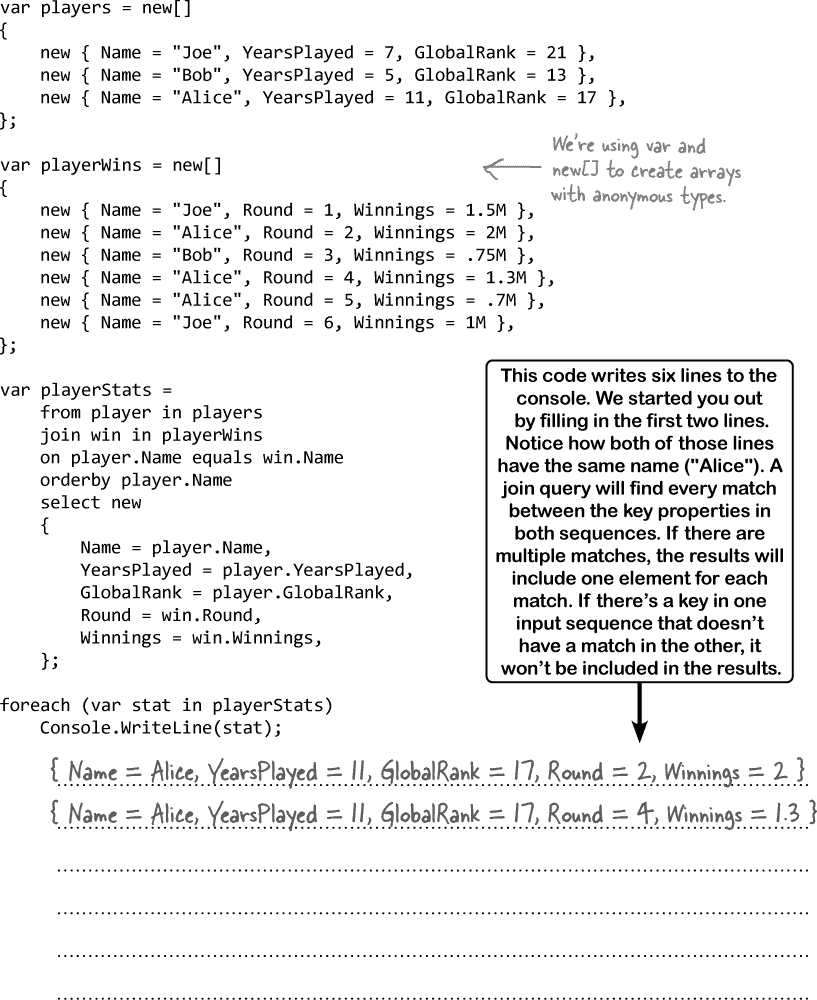 var players = new[]
{
    new { Name = "Joe", YearsPlayed = 7, GlobalRank = 21 },
    new { Name = "Bob", YearsPlayed = 5, GlobalRank = 13 },
    new { Name = "Alice", YearsPlayed = 11, GlobalRank = 17 },
};
var playerWins = new[]
{
    new { Name = "Joe", Round = 1, Winnings = 1.5M },
    new { Name = "Alice", Round = 2, Winnings = 2M },
    new { Name = "Bob", Round = 3, Winnings = .75M },
    new { Name = "Alice", Round = 4, Winnings = 1.3M },
    new { Name = "Alice", Round = 5, Winnings = .7M },
    new { Name = "Joe", Round = 6, Winnings = 1M },
};
We're using var and
new[] to create arrays
with anonymous types.
var playerStats =
    from player in players
    join win in playerWins
    on player.Name equals win.Name
    orderby player.Name
    select new
    {
        Name = player.Name,
        YearsPlayed = player.YearsPlayed,
        GlobalRank = player.GlobalRank,
        Round = win.Round,
        Winnings = win.Winnings,
    };
foreach (var stat in playerStats)
    Console.WriteLine(stat);
This code writes six lines to the
console. We started you out
by filling in the first two lines.
Notice how both of those lines
have the same name ("Alice"). A
join query will find every match
between the key properties in
both sequences. If there are
multiple matches, the results will
include one element for each
match. If there's a key in one
input sequence that doesn't
have a match in the other, it
won't be included in the results.
{ Name = Alice, YearsPlayed = 11, GlobalRank = 17, Round = 2, Winnings = 2 }
{ Name = Alice, YearsPlayed = 11, GlobalRank = 17, Round = 4, Winnings = 1.3 }